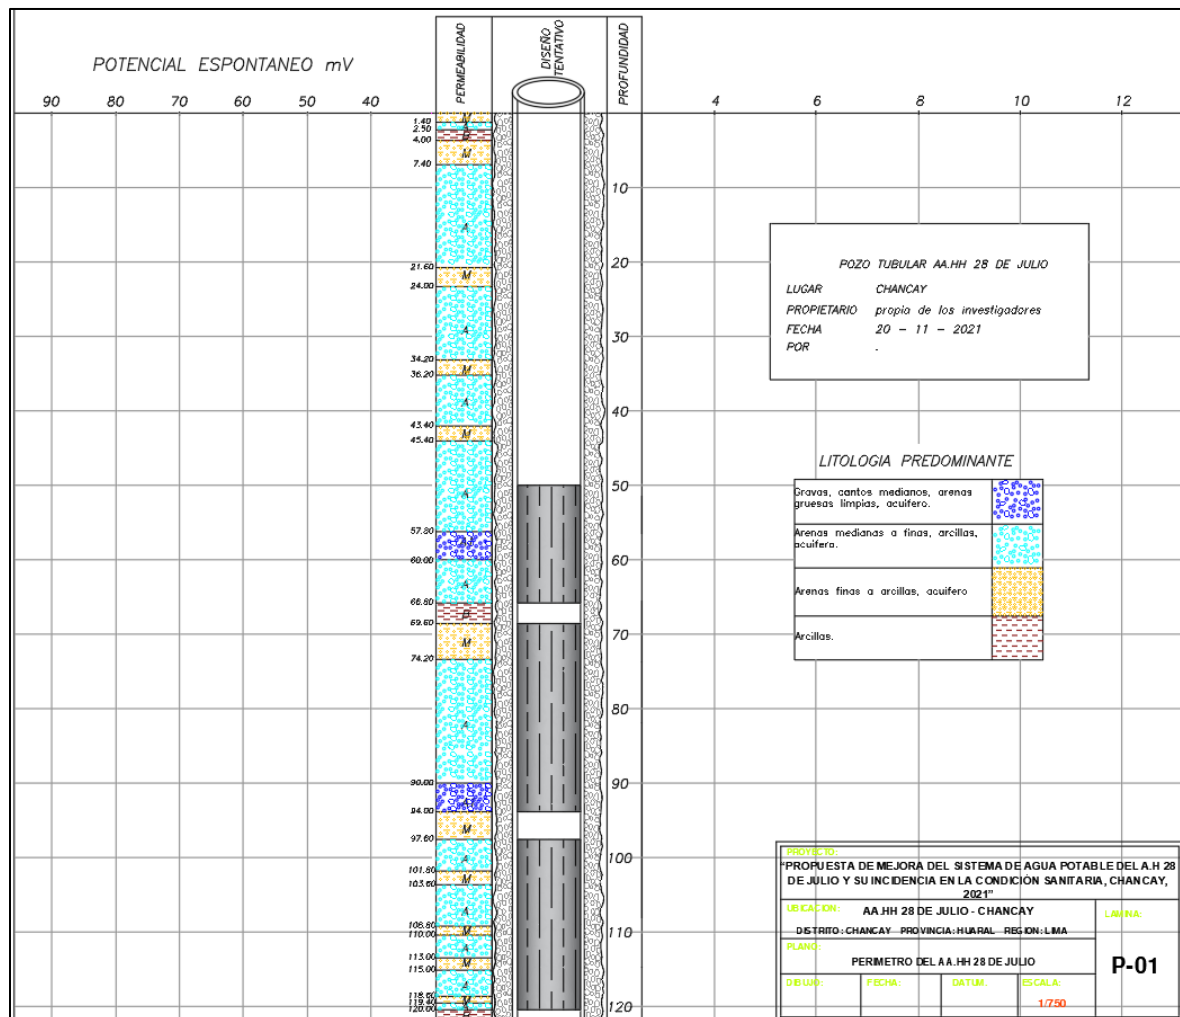 POTENCIAL ESPONTANEO mV
90 80 70 60 50 40
PERMEABILIDAD
DISEÑO
TENTATIVO
PROFUNDIDAD
4 6 8 10 12
M
1.40
A
2.50
B
4.00
M
7.40
A
21.60
M
24.00
A
34.20
M
36.20
A
43.40
M
45.40
A
57.80
60.00
A
66.80
B
69.60
M
74.20
A
90.00
94.00
M
97.60
A
101.80
M
103.60
A
108.80
M
110.00
A
113.00
M
115.00
A
118.60
M
119.40
A
120.00
B
10
20
30
40
50
60
70
80
90
100
110
120
POZO TUBULAR AA.HH 28 DE JULIO
LUGAR CHANCAY
PROPIETARIO propia de los investigadores
FECHA 20 - 11 - 2021
POR .
LITOLOGIA PREDOMINANTE
Gravas, cantos medianos, arenas
gruesas limpias, acuifero.
Arenas medianas a finas, arcillas,
acuifera.
Arenas finas a arcillas, acuifero
Arcillas.
PROYECTO:
"PROPUESTA DE MEJORA DEL SISTEMA DE AGUA POTABLE DEL A.H 28
DE JULIO Y SU INCIDENCIA EN LA CONDICIÓN SANITARIA, CHANCAY,
2021"
UBICACION: AA.HH 28 DE JULIO - CHANCAY
DISTRITO: CHANCAY PROVINCIA: HUARAL REGION: LIMA
LAMINA:
P-01
PLANO:
PERIMETRO DEL AA.HH 28 DE JULIO
DIBUJO: FECHA: DATUM. ESCALA:
1/750